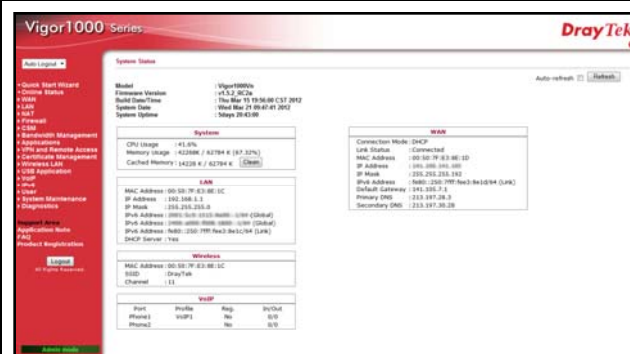 Vigor1000 Series
DrayTek
Auto Logout
System Status
Auto-refresh Refresh
Quick Start Wizard
Online Status
WAN
LAN
NAT
Firewall
CSM
Bandwidth Management
Applications
VPN and Remote Access
Certificate Management
Wireless LAN
USB Application
VoIP
IPv6
User
System Maintenance
Diagnostics
Support Area
Application Note
FAQ
Product Registration
Logout
All Rights Reserved.
Admin mode
Model : Vigor1000Vn
Firmware Version : v1.5.2_RC2a
Build Date/Time : Thu Mar 15 19:56:00 CST 2012
System Date : Wed Mar 21 09:47:41 2012
System Uptime : 5days 20:43:00
System
CPU Usage : 41.6%
Memory Usage : 42268K / 62784 K (67.32%)
Cached Memory : 14228 K / 62784 K Clean
LAN
MAC Address : 00:50:7F:E3:8E:1C
IP Address : 192.168.1.1
IP Mask : 255.255.255.0
IPv6 Address : (Global)
IPv6 Address : (Global)
IPv6 Address : fe80::250:7fff:fee3:8e1c/64 (Link)
DHCP Server : Yes
Wireless
MAC Address : 00:50:7F:E3:8E:1C
SSID : DrayTek
Channel : 11
VoIP
Port Profile Reg. In/Out
Phone1 VoIP1 No 0/0
Phone2 No 0/0
WAN
Connection Mode : DHCP
Link Status : Connected
MAC Address : 00:50:7F:E3:8E:1D
IP Address :
IP Mask : 255.255.255.192
IPv6 Address : fe80::250:7fff:fee3:8e1d/64 (Link)
Default Gateway : 141.105.7.1
Primary DNS : 213.197.28.3
Secondary DNS : 213.197.30.28